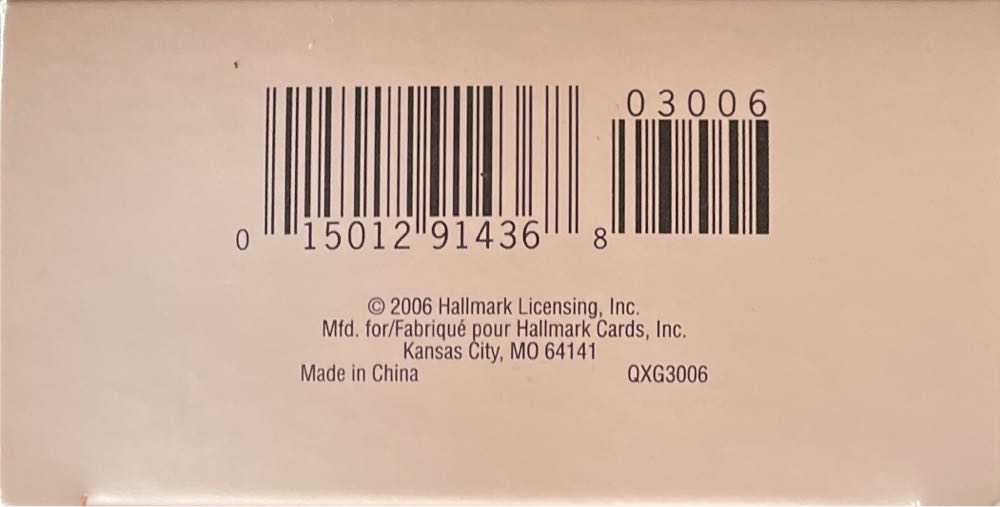 03006
0 15012 91436 8
© 2006 Hallmark Licensing, Inc.
Mfd. for/Fabriqué pour Hallmark Cards, Inc.
Kansas City, MO 64141
Made in China QXG3006